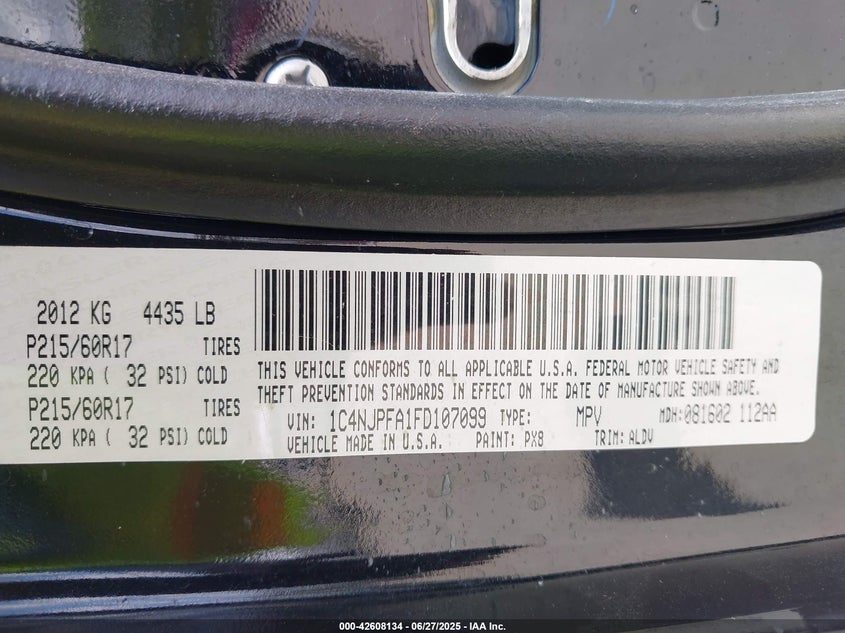 2012 KG 4435 LB
P215/60R17 TIRES
220 KPA ( 32 PSI) COLD
P215/60R17 TIRES
220 KPA ( 32 PSI) COLD
THIS VEHICLE CONFORMS TO ALL APPLICABLE U.S.A. FEDERAL MOTOR VEHICLE SAFETY AND
THEFT PREVENTION STANDARDS IN EFFECT ON THE DATE OF MANUFACTURE SHOWN ABOVE.
VIN: 1C4NJPFA1FD107099 TYPE: MPV MDH:081602 112AA
VEHICLE MADE IN U.S.A. PAINT: PX8 TRIM: ALDV
000-42608134 - 06/27/2025 - IAA Inc.